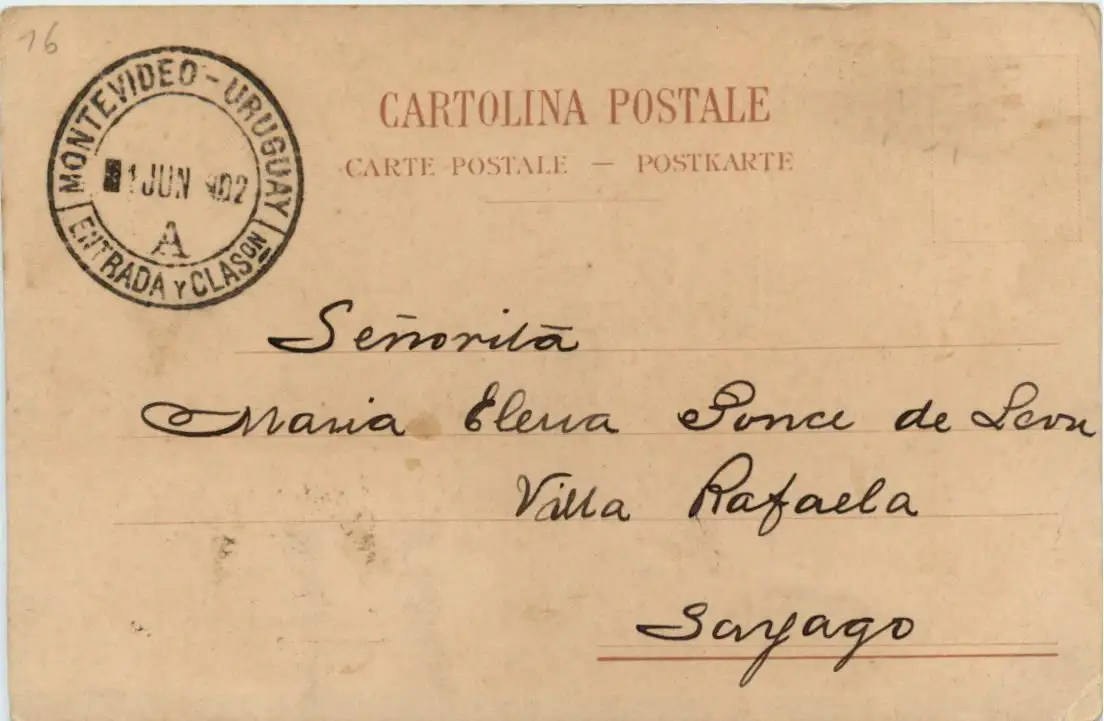 16
MONTEVIDEO - URUGUAY
1 JUN 902
A
ENTRADA Y CLASON
CARTOLINA POSTALE
CARTE POSTALE — POSTKARTE
Señorita
Maria Elena Ponce de Leon
Villa Rafaela
Sayago